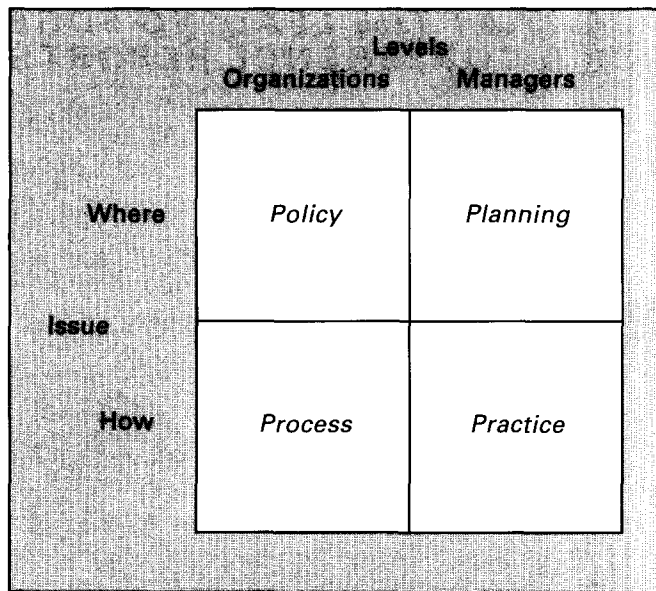 Levels
Organizations Managers
Where Policy Planning
Issue
How Process Practice